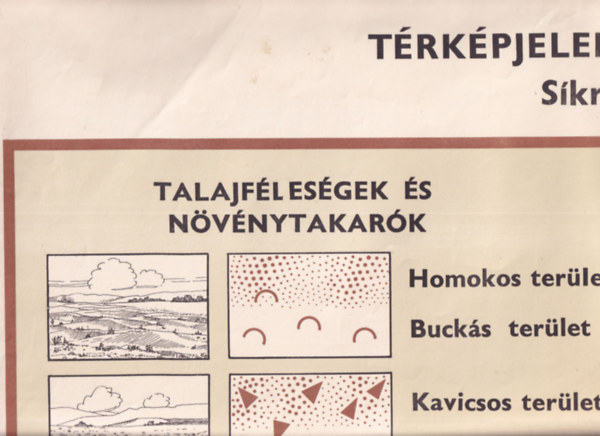 TÉRKÉPJELEI
Síkr
TALAJFÉLESÉGEK ÉS
NÖVÉNYTAKARÓK
Homokos terüle
Buckás terület
Kavicsos terület